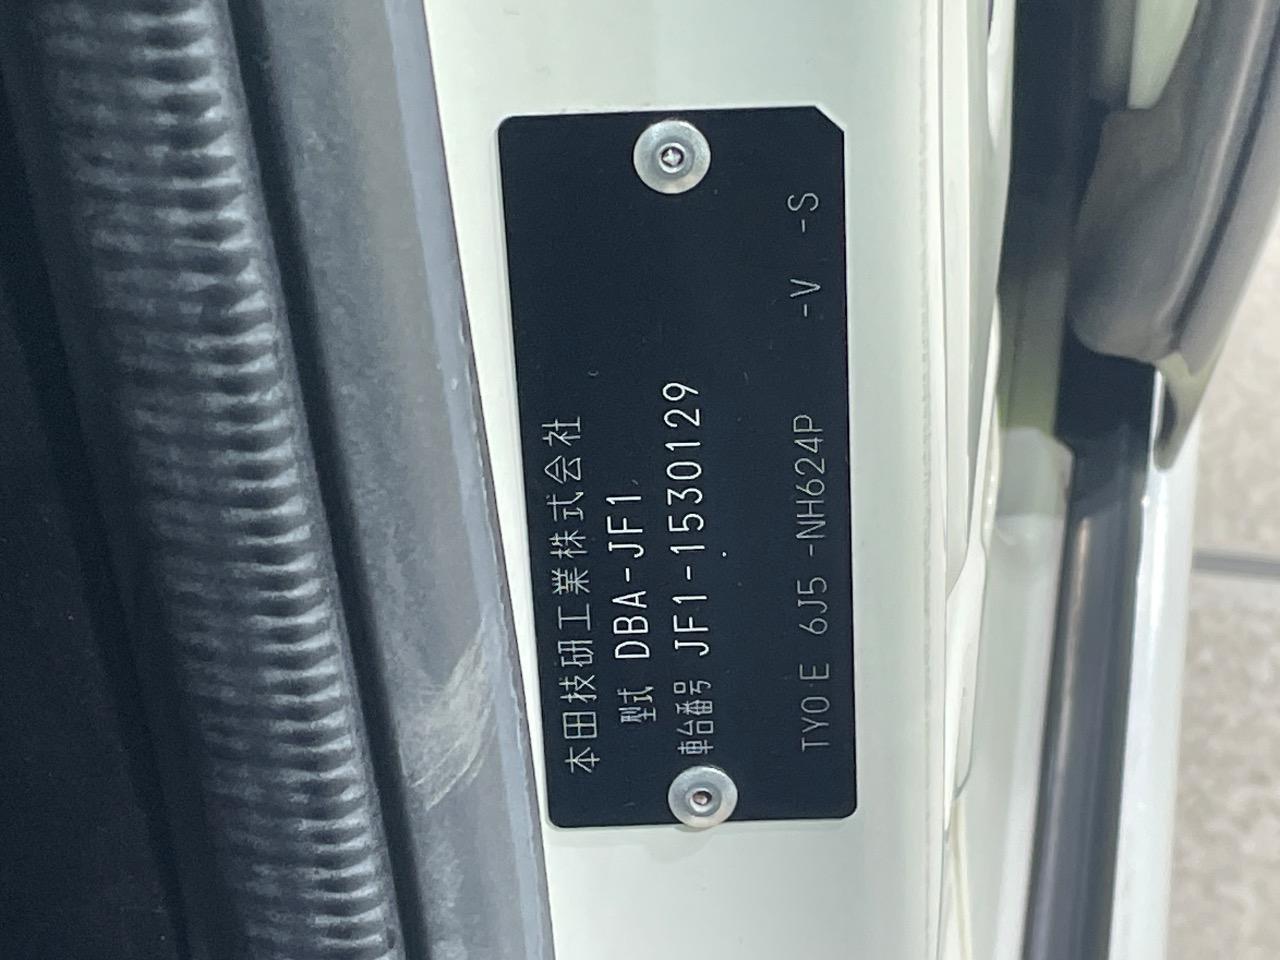 本田技研工業株式会社
型式 DBA-JF1
車台番号 JF1-1530129
TY0E 6J5 -NH624P -V -S